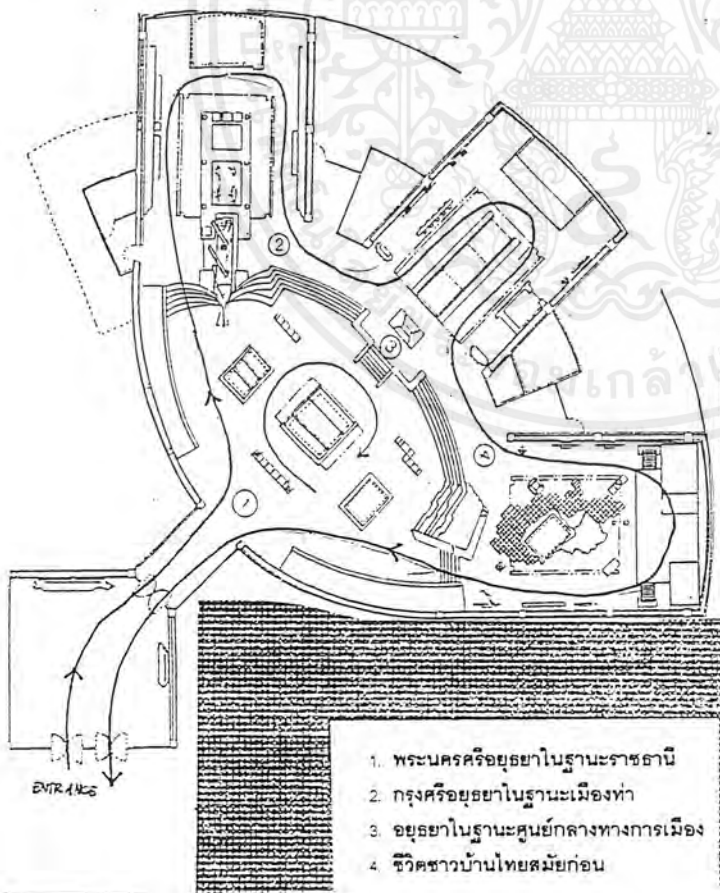 2
3
4
1
ENTRANCE
1. พระนครศรีอยุธยาในฐานะราชธานี
2. กรุงศรีอยุธยาในฐานะเมืองท่า
3. อยุธยาในฐานะศูนย์กลางทางการเมือง
4. ชีวิตชาวบ้านไทยสมัยก่อน